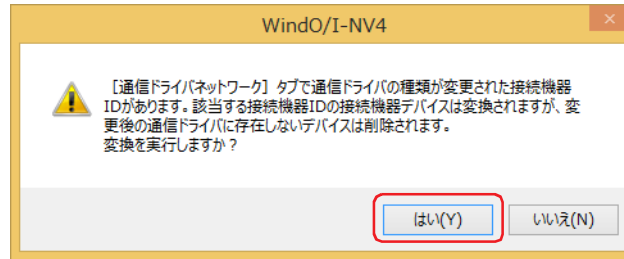 WindO/I-NV4
[通信ドライバネットワーク] タブで通信ドライバの種類が変更された接続機器
IDがあります。該当する接続機器IDの接続機器デバイスは変換されますが、変
更後の通信ドライバに存在しないデバイスは削除されます。
変換を実行しますか？
はい(Y)
いいえ(N)